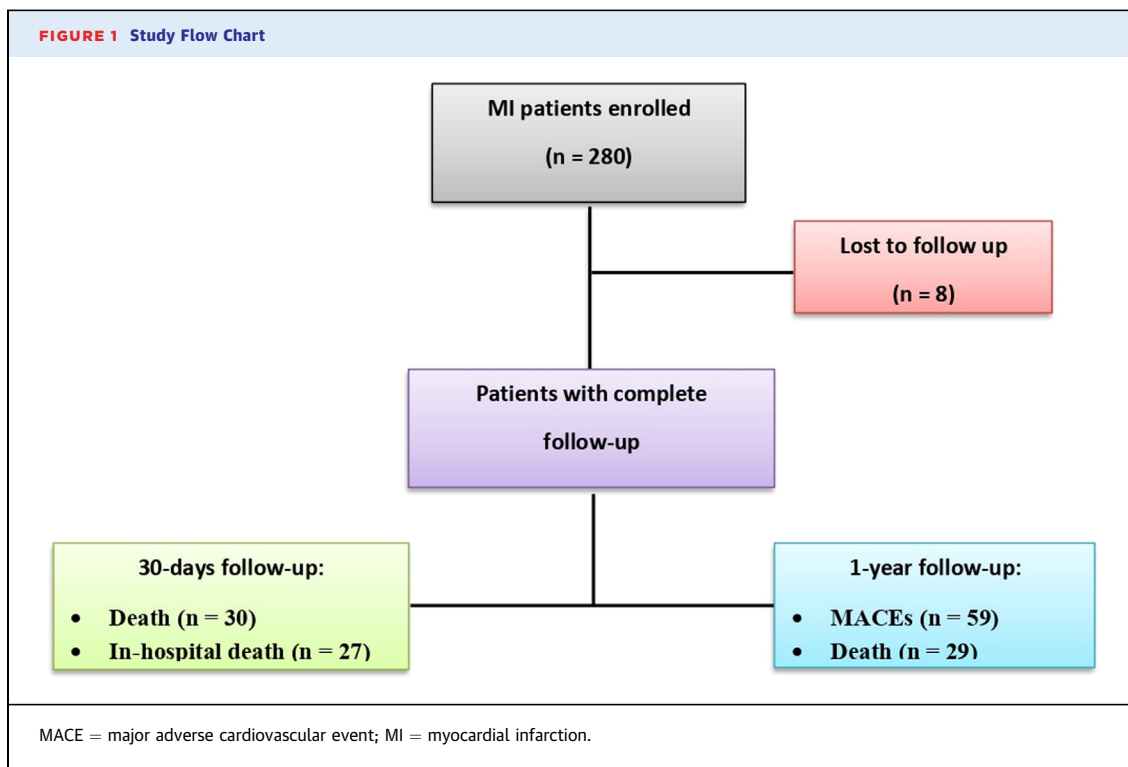 FIGURE 1 Study Flow Chart
MI patients enrolled
(n = 280)
Lost to follow up
(n = 8)
Patients with complete
follow-up
30-days follow-up:
• Death (n = 30)
• In-hospital death (n = 27)
1-year follow-up:
• MACEs (n = 59)
• Death (n = 29)
MACE = major adverse cardiovascular event; MI = myocardial infarction.